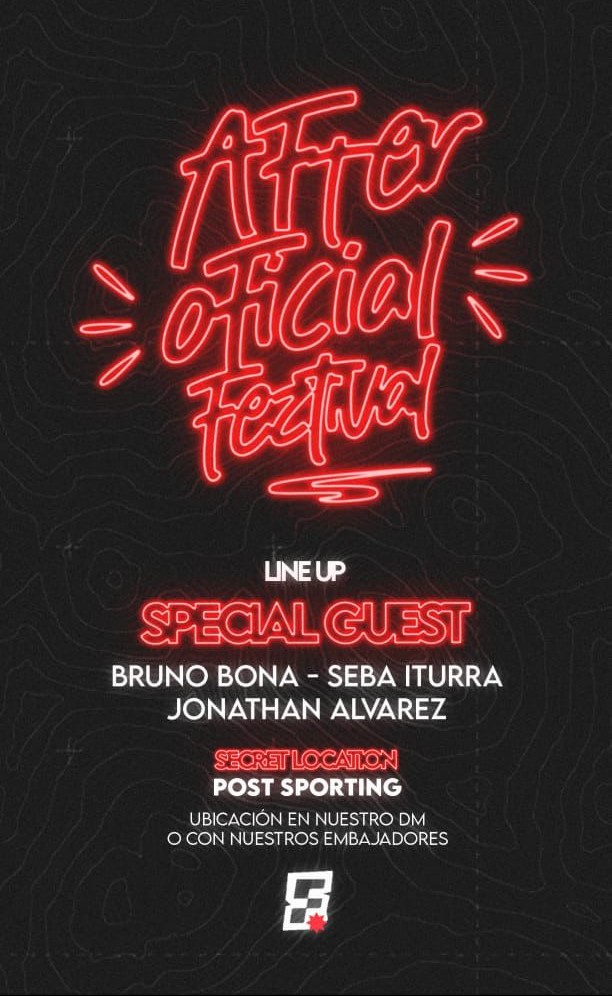 AFter
oFicial
Feztival
LINE UP
SPECIAL GUEST
BRUNO BONA - SEBA ITURRA
JONATHAN ALVAREZ
SECRET LOCATION
POST SPORTING
UBICACIÓN EN NUESTRO DM
O CON NUESTROS EMBAJADORES